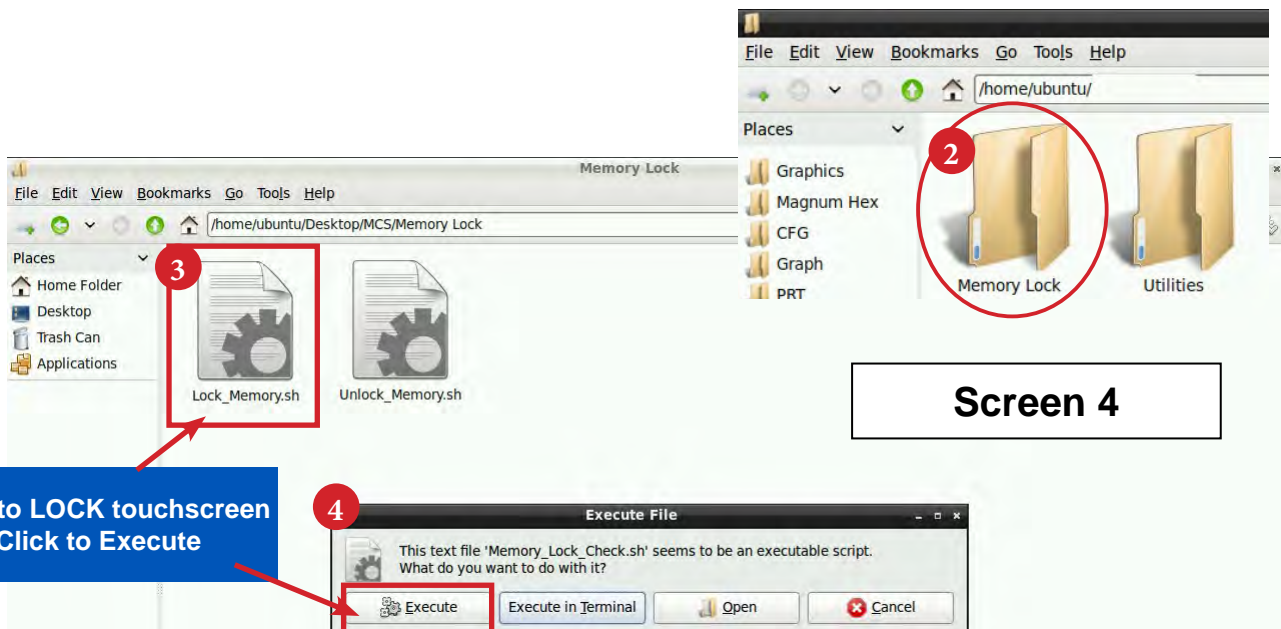 File Edit View Bookmarks Go Tools Help
/home/ubuntu/
Places
Graphics
Magnum Hex
CFG
Graph
PRT
2
Memory Lock
Utilities
Memory Lock
File Edit View Bookmarks Go Tools Help
/home/ubuntu/Desktop/MCS/Memory Lock
Places
Home Folder
Desktop
Trash Can
Applications
3
Lock_Memory.sh
Unlock_Memory.sh
Screen 4
to LOCK touchscreen
Click to Execute
4
Execute File
This text file 'Memory_Lock_Check.sh' seems to be an executable script.
What do you want to do with it?
Execute
Execute in Terminal
Open
Cancel